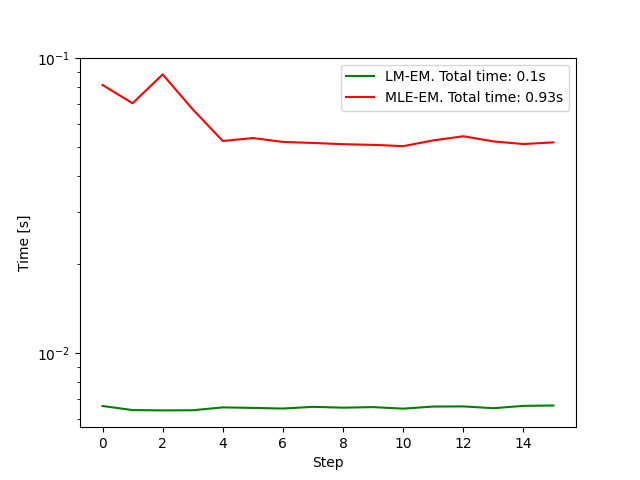 10⁻¹
LM-EM. Total time: 0.1s
MLE-EM. Total time: 0.93s
Time [s]
10⁻²
0 2 4 6 8 10 12 14
Step